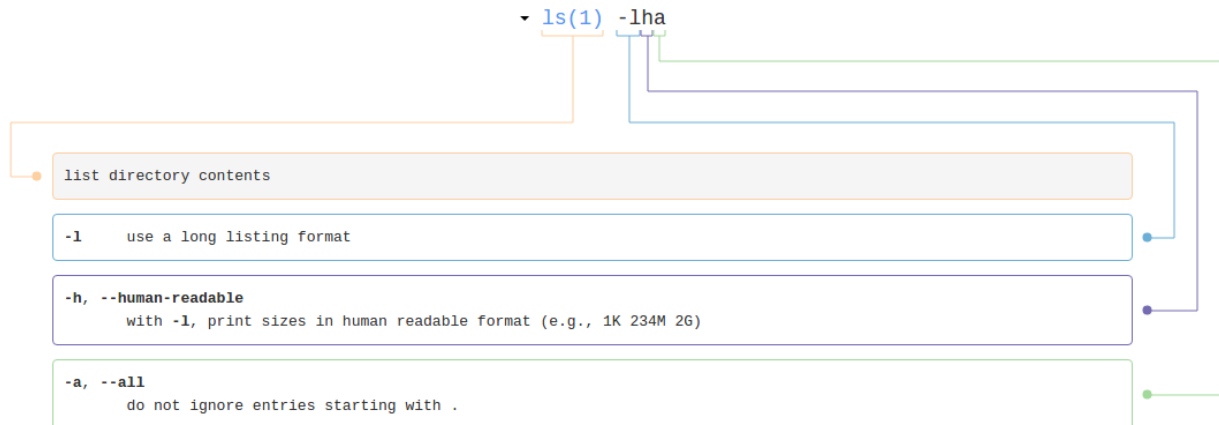 ls(1) -lha
list directory contents
-l use a long listing format
-h, --human-readable
with -l, print sizes in human readable format (e.g., 1K 234M 2G)
-a, --all
do not ignore entries starting with .